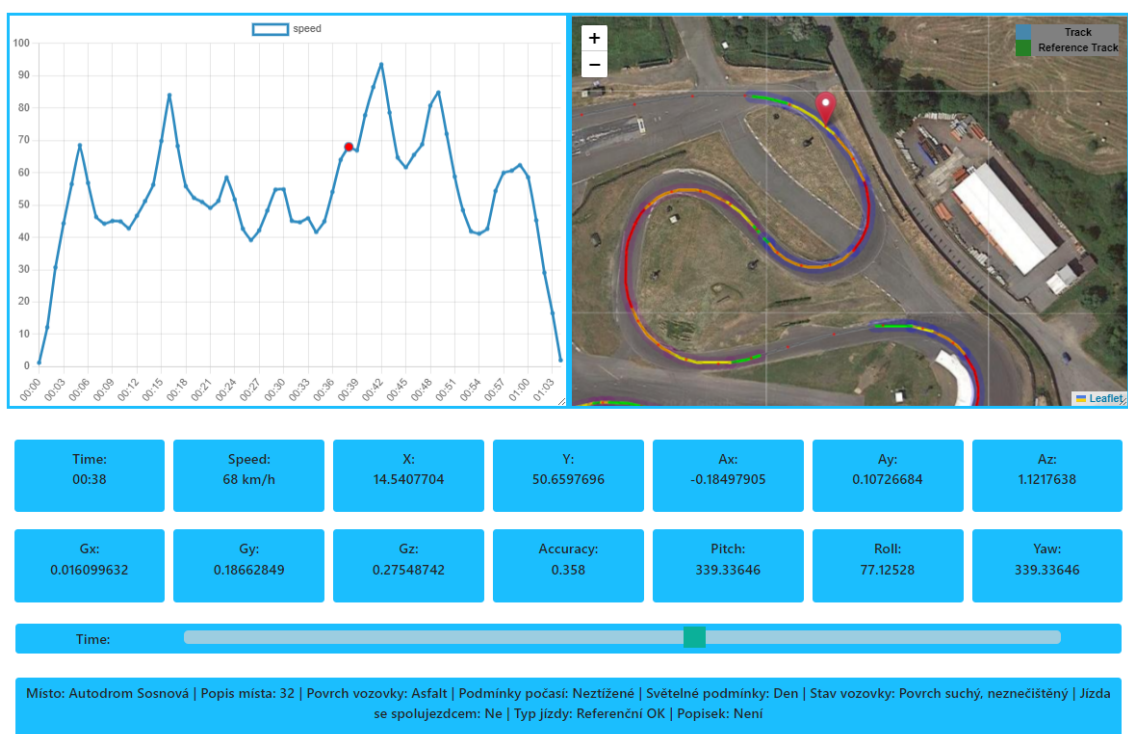 speed
100
90
80
70
60
50
40
30
20
10
0
00:00
00:03
00:06
00:09
00:12
00:15
00:18
00:21
00:24
00:27
00:30
00:33
00:36
00:39
00:42
00:45
00:48
00:51
00:54
00:57
01:00
01:03
+
−
Track
Reference Track
Leaflet
Time:
00:38
Speed:
68 km/h
X:
14.5407704
Y:
50.6597696
Ax:
-0.18497905
Ay:
0.10726684
Az:
1.1217638
Gx:
0.016099632
Gy:
0.18662849
Gz:
0.27548742
Accuracy:
0.358
Pitch:
339.33646
Roll:
77.12528
Yaw:
339.33646
Time:
Místo: Autodrom Sosnová | Popis místa: 32 | Povrch vozovky: Asfalt | Podmínky počasí: Neztížené | Světelné podmínky: Den | Stav vozovky: Povrch suchý, neznečištěný | Jízda
se spolujezdcem: Ne | Typ jízdy: Referenční OK | Popisek: Není